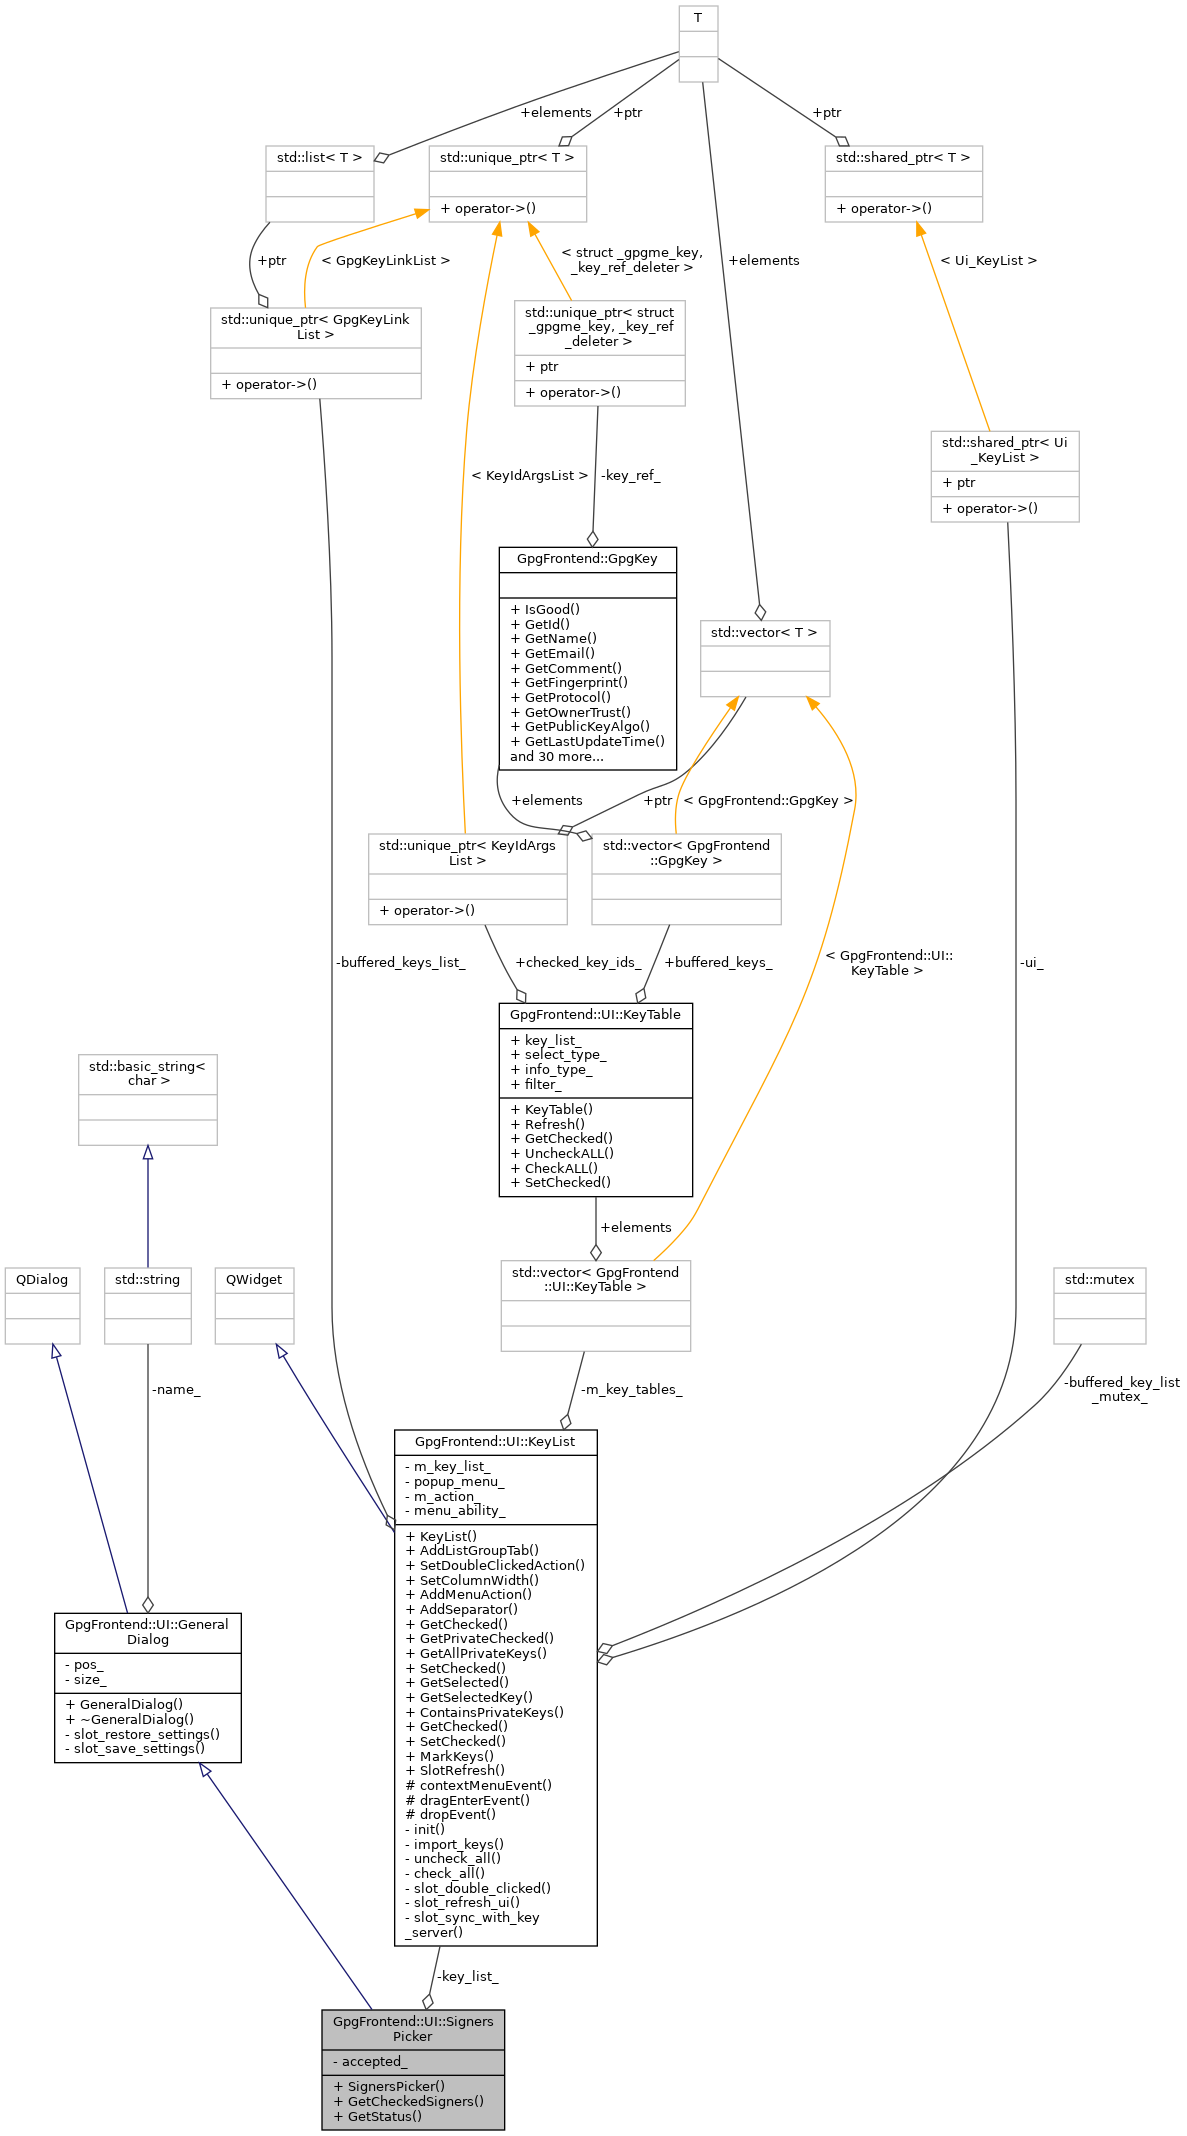 T
+elements
+ptr
+ptr
std::list< T >
std::unique_ptr< T >
+ operator->()
std::shared_ptr< T >
+ operator->()
+ptr
< GpgKeyLinkList >
< struct _gpgme_key,
_key_ref_deleter >
+elements
< Ui_KeyList >
std::unique_ptr< GpgKeyLink
List >
+ operator->()
std::unique_ptr< struct
_gpgme_key, _key_ref
_deleter >
+ ptr
+ operator->()
std::shared_ptr< Ui
_KeyList >
+ ptr
+ operator->()
< KeyIdArgsList >
-key_ref_
GpgFrontend::GpgKey
+ IsGood()
+ GetId()
+ GetName()
+ GetEmail()
+ GetComment()
+ GetFingerprint()
+ GetProtocol()
+ GetOwnerTrust()
+ GetPublicKeyAlgo()
+ GetLastUpdateTime()
and 30 more...
std::vector< T >
+elements
+ptr
< GpgFrontend::GpgKey >
std::unique_ptr< KeyIdArgs
List >
+ operator->()
std::vector< GpgFrontend
::GpgKey >
-buffered_keys_list_
+checked_key_ids_
+buffered_keys_
< GpgFrontend::UI::
KeyTable >
-ui_
GpgFrontend::UI::KeyTable
+ key_list_
+ select_type_
+ info_type_
+ filter_
+ KeyTable()
+ Refresh()
+ GetChecked()
+ UncheckALL()
+ CheckALL()
+ SetChecked()
std::basic_string<
char >
+elements
QDialog
std::string
QWidget
std::vector< GpgFrontend
::UI::KeyTable >
std::mutex
-name_
-m_key_tables_
-buffered_key_list
_mutex_
GpgFrontend::UI::KeyList
- m_key_list_
- popup_menu_
- m_action_
- menu_ability_
+ KeyList()
+ AddListGroupTab()
+ SetDoubleClickedAction()
+ SetColumnWidth()
+ AddMenuAction()
+ AddSeparator()
+ GetChecked()
+ GetPrivateChecked()
+ GetAllPrivateKeys()
+ SetChecked()
+ GetSelected()
+ GetSelectedKey()
+ ContainsPrivateKeys()
+ GetChecked()
+ SetChecked()
+ MarkKeys()
+ SlotRefresh()
# contextMenuEvent()
# dragEnterEvent()
# dropEvent()
- init()
- import_keys()
- uncheck_all()
- check_all()
- slot_double_clicked()
- slot_refresh_ui()
- slot_sync_with_key
_server()
GpgFrontend::UI::General
Dialog
- pos_
- size_
+ GeneralDialog()
+ ~GeneralDialog()
- slot_restore_settings()
- slot_save_settings()
-key_list_
GpgFrontend::UI::Signers
Picker
- accepted_
+ SignersPicker()
+ GetCheckedSigners()
+ GetStatus()